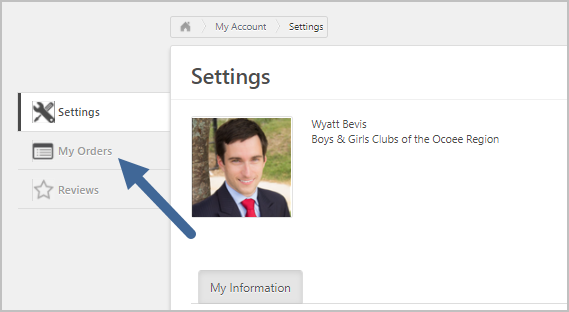 My Account Settings
Settings
My Orders
Reviews
Settings
Wyatt Bevis
Boys & Girls Clubs of the Ocoee Region
My Information